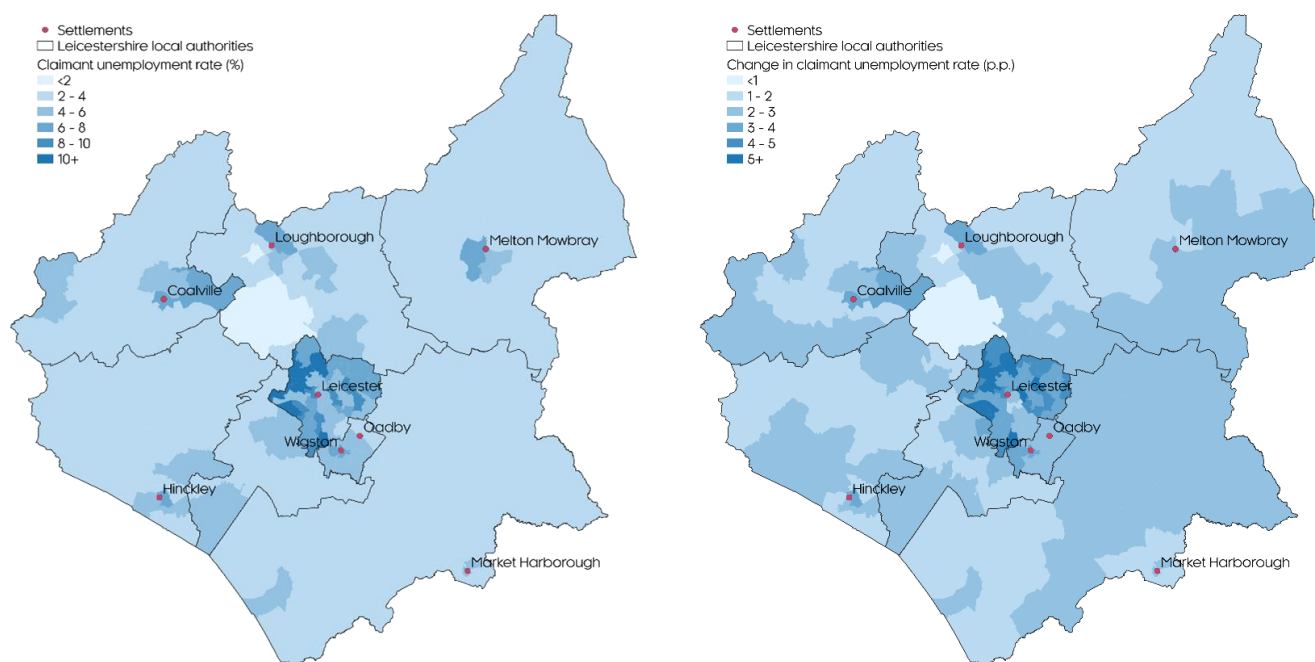 Settlements
Leicestershire local authorities
Claimant unemployment rate (%)
<2
2 - 4
4 - 6
6 - 8
8 - 10
10+
Loughborough
Melton Mowbray
Coalville
Leicester
Oadby
Wigston
Hinckley
Market Harborough
Settlements
Leicestershire local authorities
Change in claimant unemployment rate (p.p.)
<1
1 - 2
2 - 3
3 - 4
4 - 5
5+
Loughborough
Melton Mowbray
Coalville
Leicester
Oadby
Wigston
Hinckley
Market Harborough